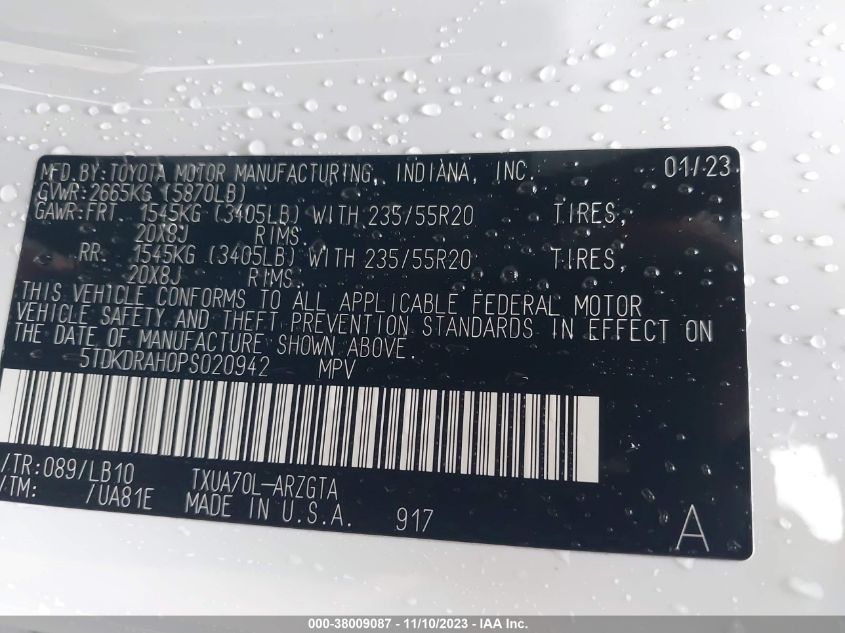 MFD.BY:TOYOTA MOTOR MANUFACTURING, INDIANA, INC. 01/23
GVWR:2665KG (5870LB)
GAWR:FRT. 1545KG (3405LB) WITH 235/55R20 TIRES,
20X8J RIMS.
RR. 1545KG (3405LB) WITH 235/55R20 TIRES,
20X8J RIMS.
THIS VEHICLE CONFORMS TO ALL APPLICABLE FEDERAL MOTOR
VEHICLE SAFETY AND THEFT PREVENTION STANDARDS IN EFFECT ON
THE DATE OF MANUFACTURE SHOWN ABOVE.
5TDKDRAH0PS020942 MPV
/TR:089/LB10 TXUA70L-ARZGTA
/TM: /UA81E MADE IN U.S.A. 917 A
000-38009087 - 11/10/2023 - IAA Inc.